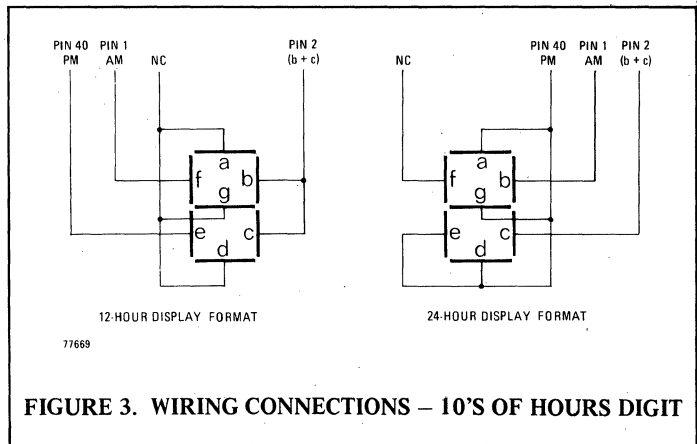 PIN 40 PIN 1 PIN 2
PM AM NC (b + c)
PIN 40 PIN 1 PIN 2
NC PM AM (b + c)
a
f b
g
e c
d
a
f b
g
e c
d
12-HOUR DISPLAY FORMAT
24-HOUR DISPLAY FORMAT
77669
FIGURE 3. WIRING CONNECTIONS – 10'S OF HOURS DIGIT